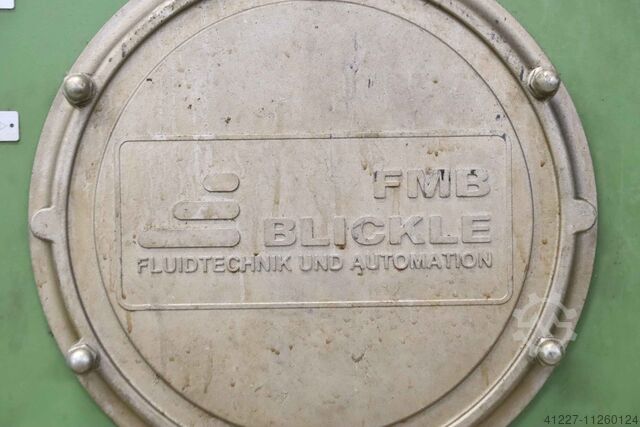 FMB
BLICKLE
FLUIDTECHNIK UND AUTOMATION
41227-11260124